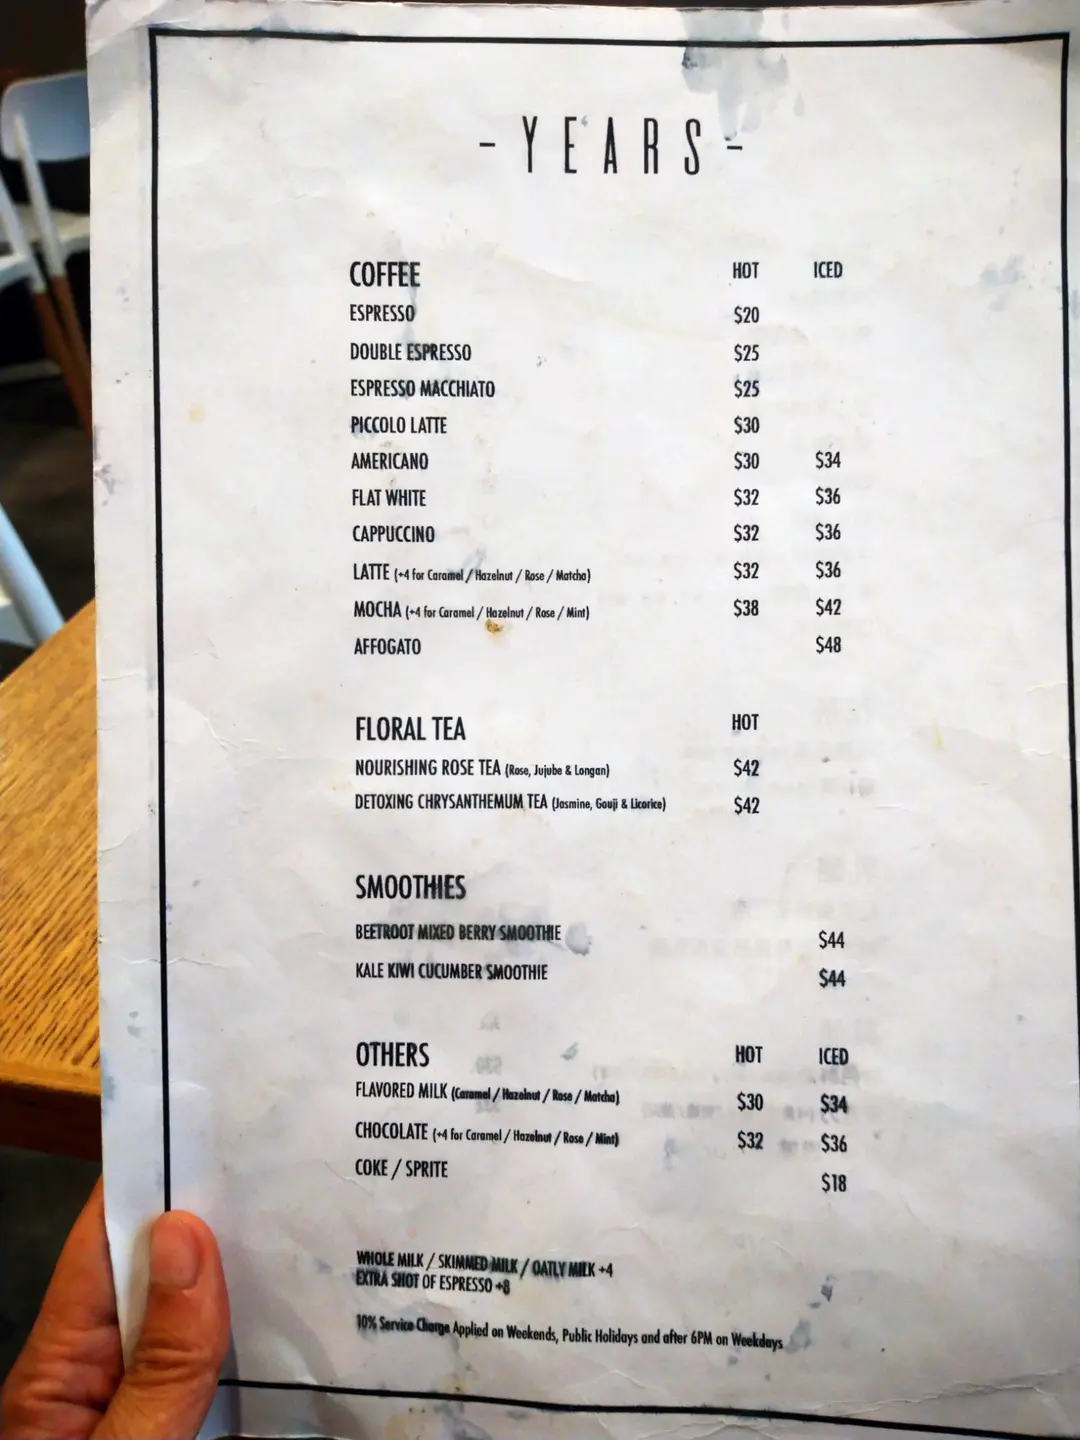 - YEARS -
COFFEE HOT ICED
ESPRESSO $20
DOUBLE ESPRESSO $25
ESPRESSO MACCHIATO $25
PICCOLO LATTE $30
AMERICANO $30 $34
FLAT WHITE $32 $36
CAPPUCCINO $32 $36
LATTE (+4 for Caramel / Hazelnut / Rose / Matcha) $32 $36
MOCHA (+4 for Caramel / Hazelnut / Rose / Mint) $38 $42
AFFOGATO $48
FLORAL TEA HOT
NOURISHING ROSE TEA (Rose, Jujube & Longan) $42
DETOXING CHRYSANTHEMUM TEA (Jasmine, Gouji & Licorice) $42
SMOOTHIES
BEETROOT MIXED BERRY SMOOTHIE $44
KALE KIWI CUCUMBER SMOOTHIE $44
OTHERS HOT ICED
FLAVORED MILK (Caramel / Hazelnut / Rose / Matcha) $30 $34
CHOCOLATE (+4 for Caramel / Hazelnut / Rose / Mint) $32 $36
COKE / SPRITE $18
WHOLE MILK / SKIMMED MILK / OATLY MILK +4
EXTRA SHOT OF ESPRESSO +8
10% Service Charge Applied on Weekends, Public Holidays and after 6PM on Weekdays